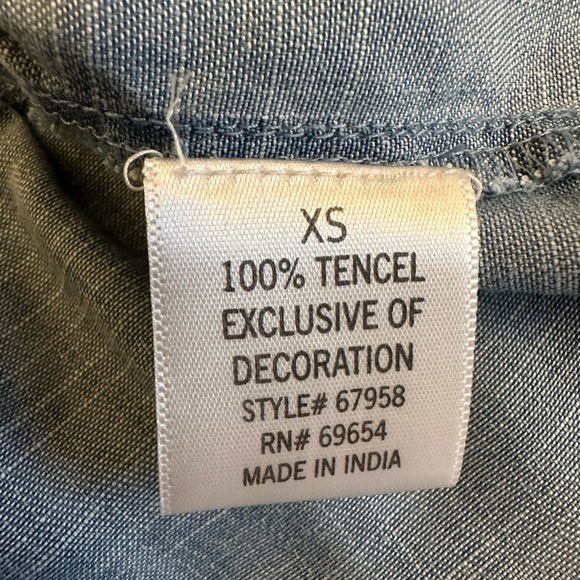 XS
100% TENCEL
EXCLUSIVE OF
DECORATION
STYLE# 67958
RN# 69654
MADE IN INDIA